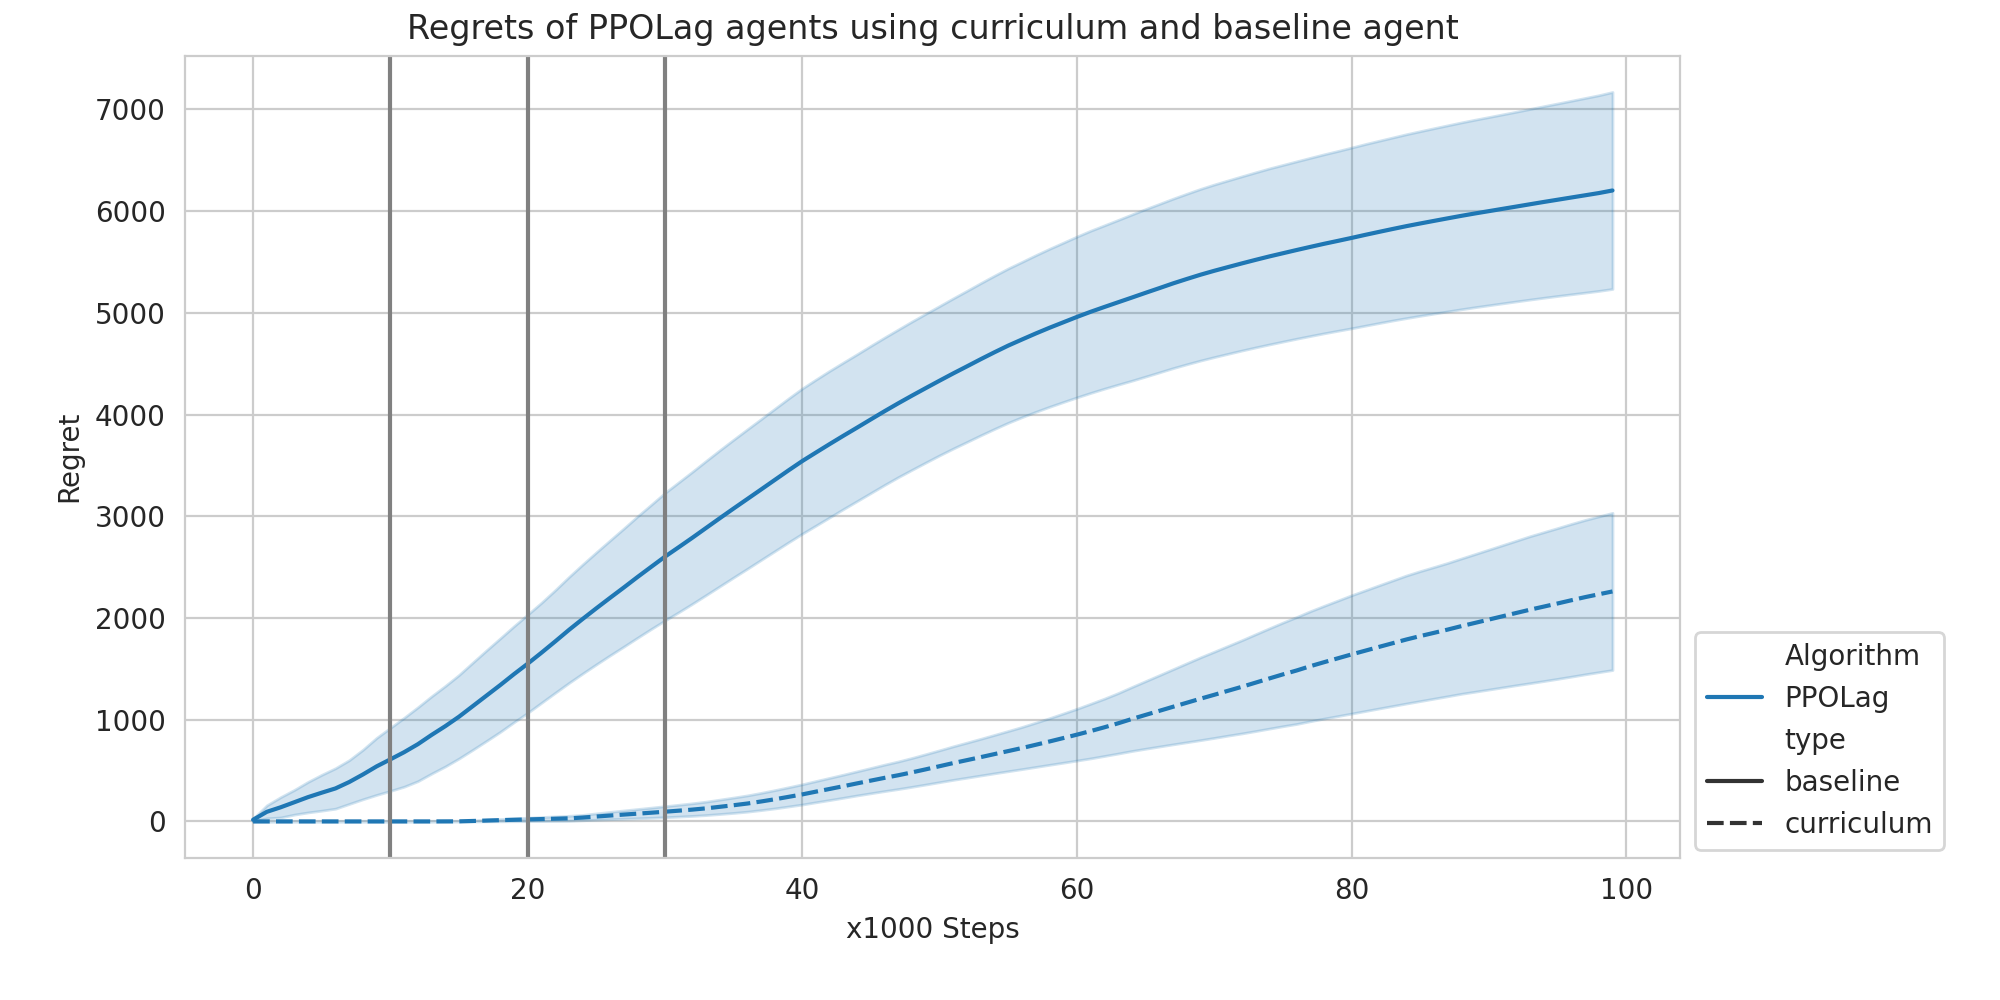 Regrets of PPOLag agents using curriculum and baseline agent
7000
6000
5000
4000
3000
2000
1000
0
Regret
0 20 40 60 80 100
x1000 Steps
Algorithm
PPOLag
type
baseline
curriculum